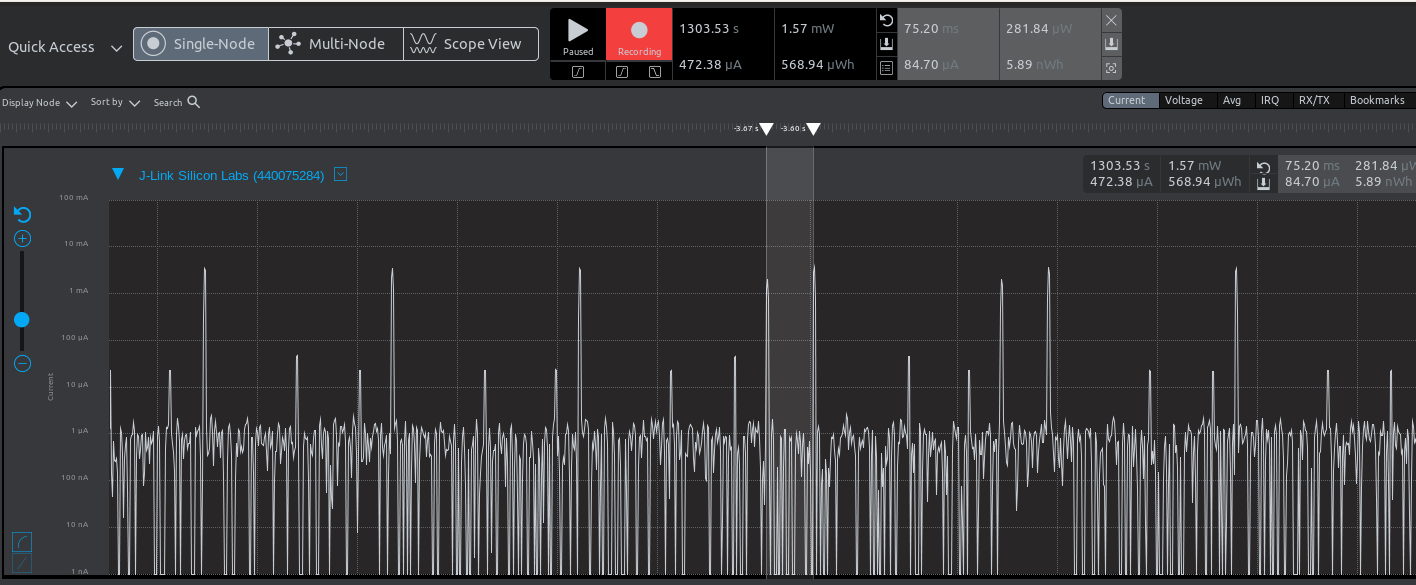 Quick Access
Single-Node
Multi-Node
Scope View
Paused
Recording
1303.53 s
472.38 µA
1.57 mW
568.94 µWh
75.20 ms
84.70 µA
281.84 µW
5.89 nWh
Display Node
Sort by
Search
Current
Voltage
Avg
IRQ
RX/TX
Bookmarks
-3.67 s
-3.60 s
J-Link Silicon Labs (440075284)
1303.53 s 1.57 mW 75.20 ms 281.84 µW
472.38 µA 568.94 µWh 84.70 µA 5.89 nWh
100 mA
10 mA
1 mA
100 µA
10 µA
1 µA
100 nA
10 nA
1 nA
Current